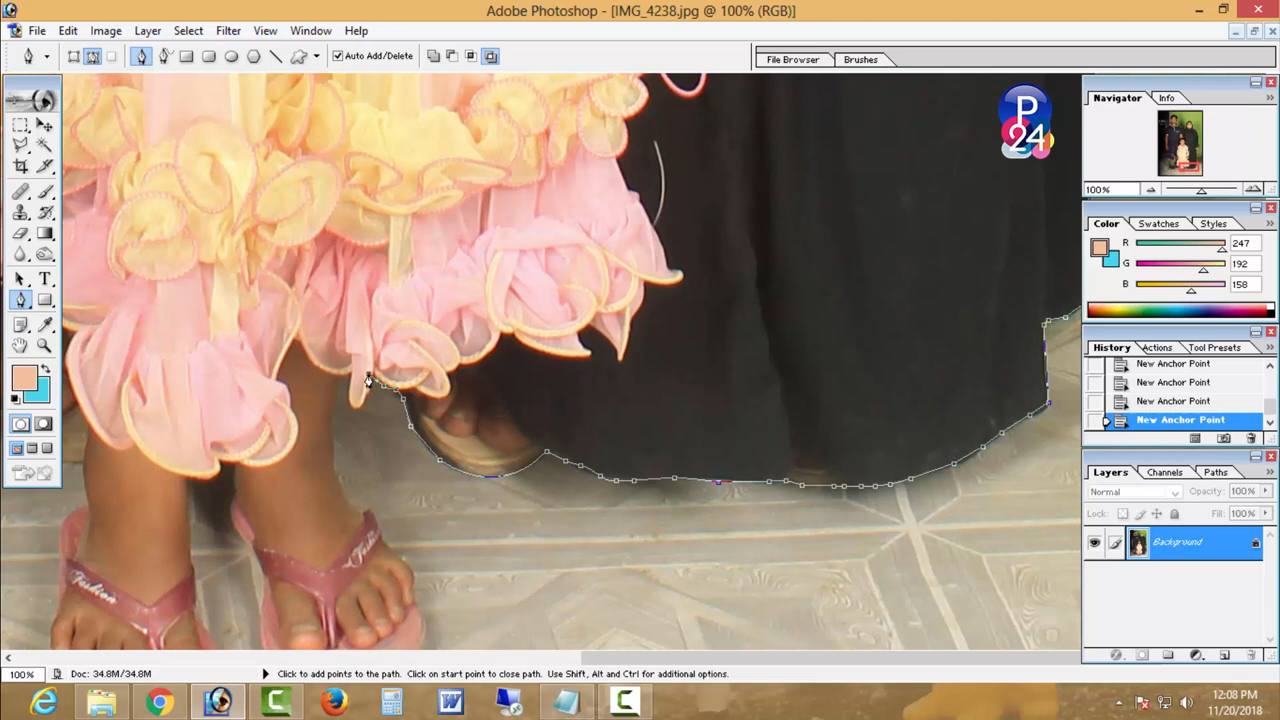 Adobe Photoshop - [IMG_4238.jpg @ 100% (RGB)]
File Edit Image Layer Select Filter View Window Help
Auto Add/Delete
File Browser Brushes
P
24
Navigator Info
100%
Color Swatches Styles
R 247
G 192
B 158
History Actions Tool Presets
New Anchor Point
New Anchor Point
New Anchor Point
New Anchor Point
Layers Channels Paths
Normal Opacity: 100%
Lock: Fill: 100%
Background
Fashion
100% Doc: 34.8M/34.8M Click to add points to the path. Click on start point to close path. Use Shift, Alt and Ctrl for additional options.
12:08 PM
11/20/2018